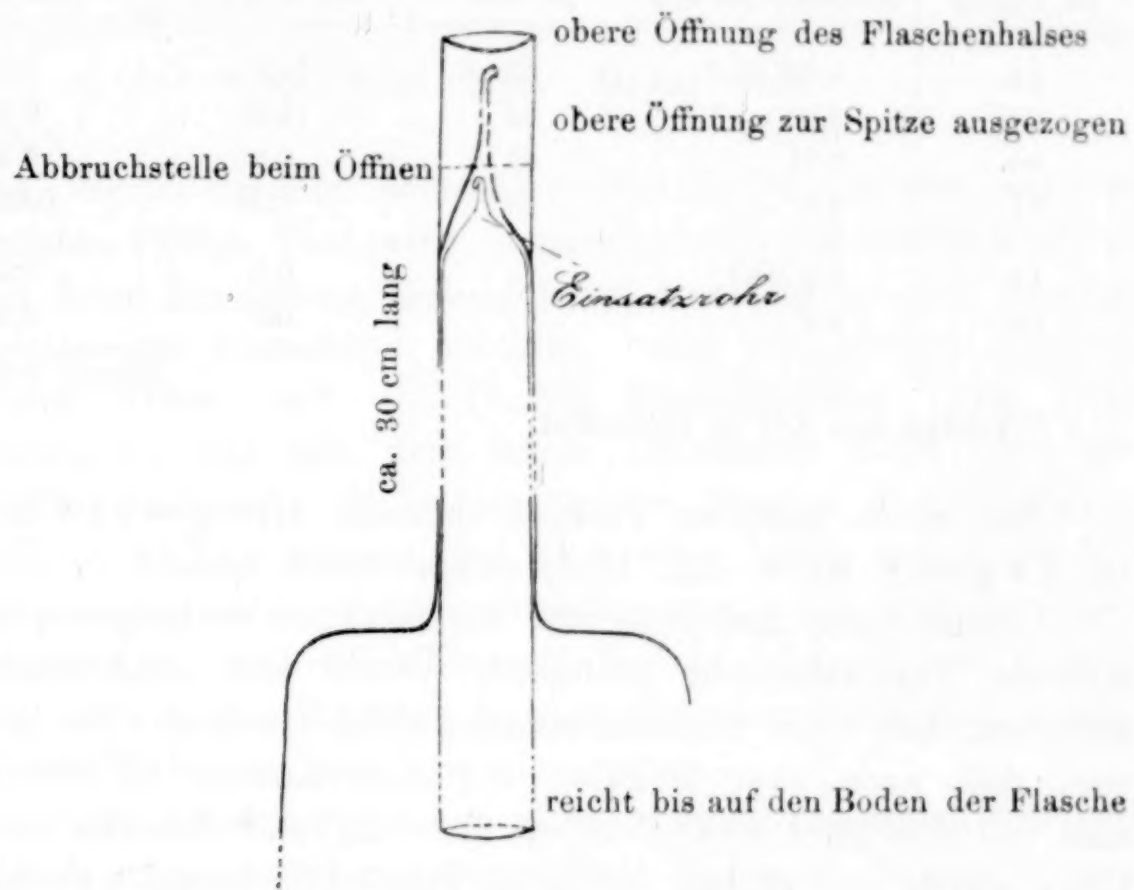 obere Öffnung des Flaschenhalses
obere Öffnung zur Spitze ausgezogen
Abbruchstelle beim Öffnen
Einsatzrohr
ca. 30 cm lang
reicht bis auf den Boden der Flasche